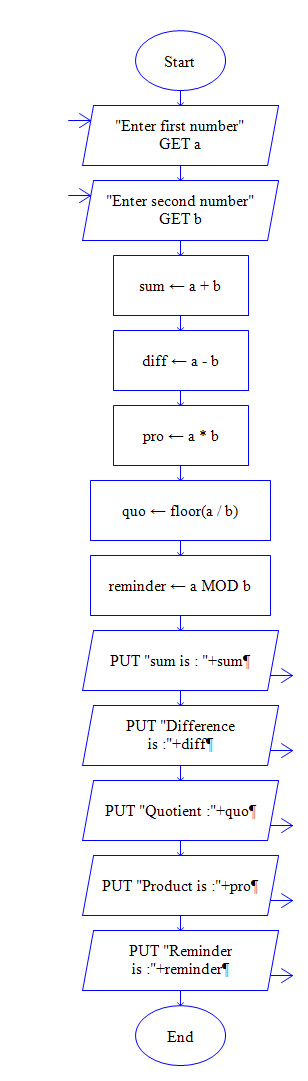 Start
"Enter first number"
GET a
"Enter second number"
GET b
sum ← a + b
diff ← a - b
pro ← a * b
quo ← floor(a / b)
reminder ← a MOD b
PUT "sum is : "+sum¶
PUT "Difference
is :"+diff¶
PUT "Quotient :"+quo¶
PUT "Product is :"+pro¶
PUT "Reminder
is :"+reminder¶
End